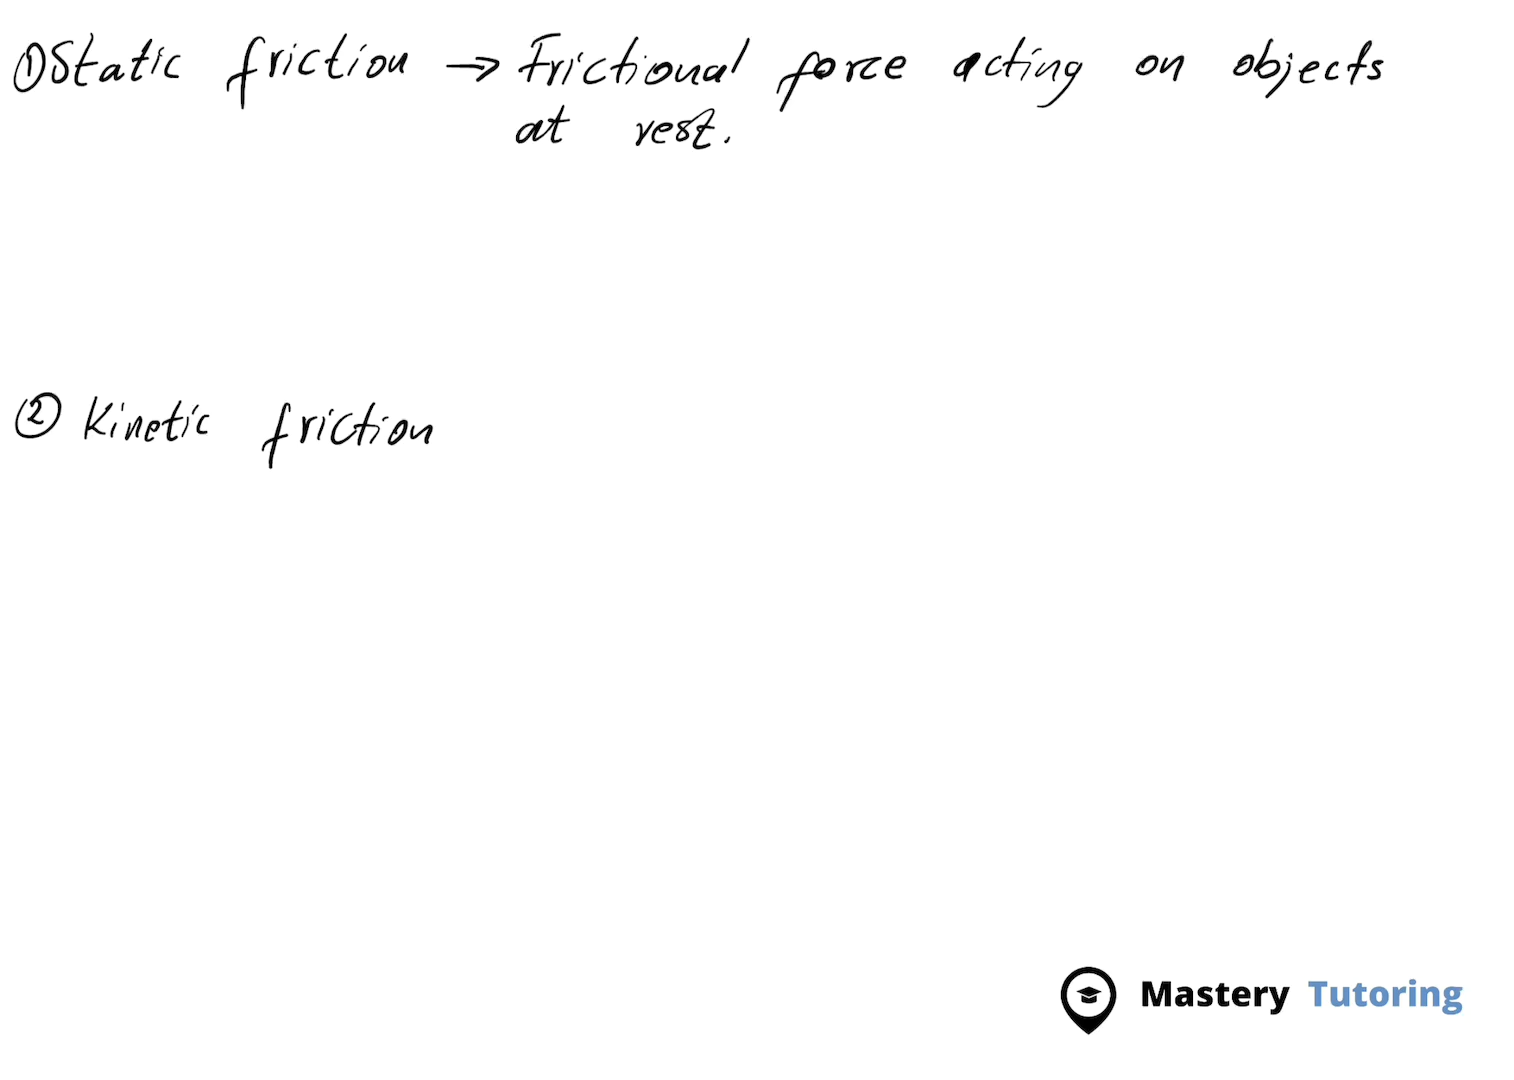 ①Static friction → Frictional force acting on objects
at rest.
② Kinetic friction
Mastery Tutoring